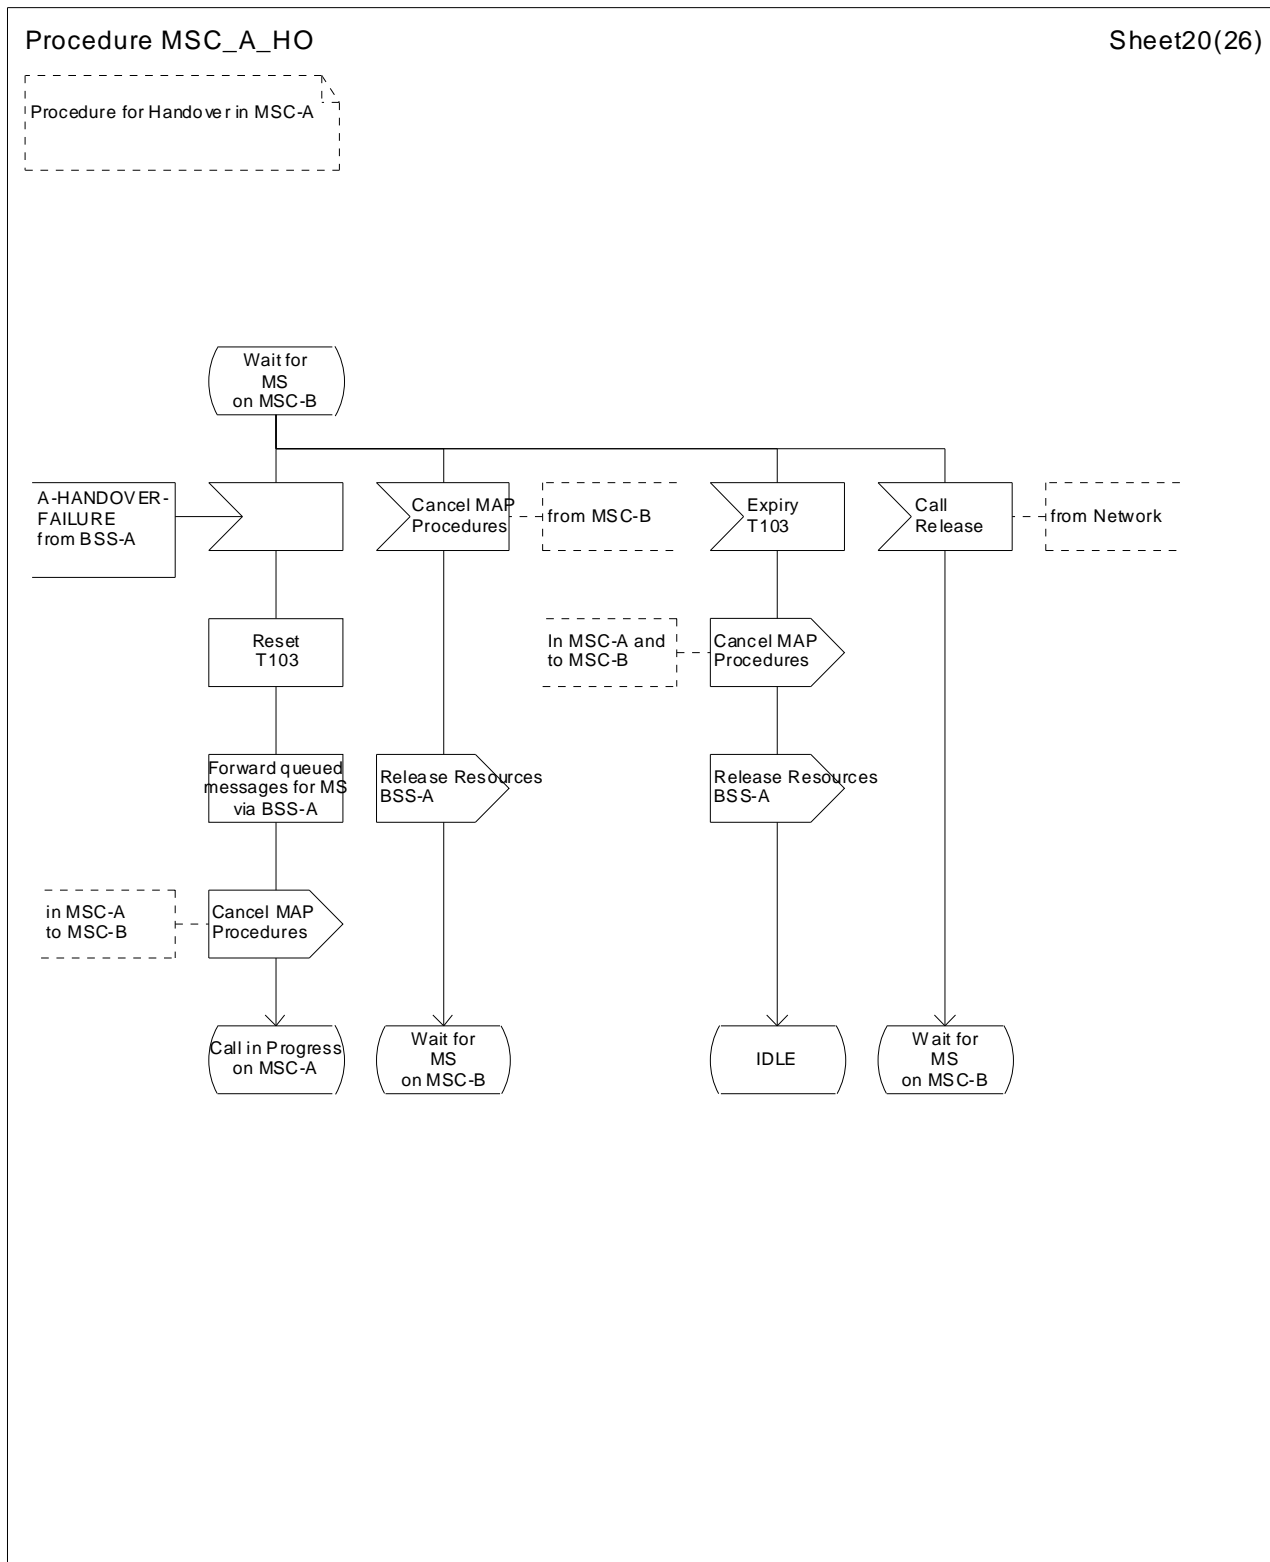 Procedure MSC_A_HO
Sheet20(26)
Procedure for Handover in MSC-A
Wait for
MS
on MSC-B
A-HANDOVER-
FAILURE
from BSS-A
Cancel MAP
Procedures
from MSC-B
Expiry
T103
Call
Release
from Network
Reset
T103
In MSC-A and
to MSC-B
Cancel MAP
Procedures
Forward queued
messages for MS
via BSS-A
Release Resources
BSS-A
Release Resources
BSS-A
in MSC-A
to MSC-B
Cancel MAP
Procedures
Call in Progress
on MSC-A
Wait for
MS
on MSC-B
IDLE
Wait for
MS
on MSC-B